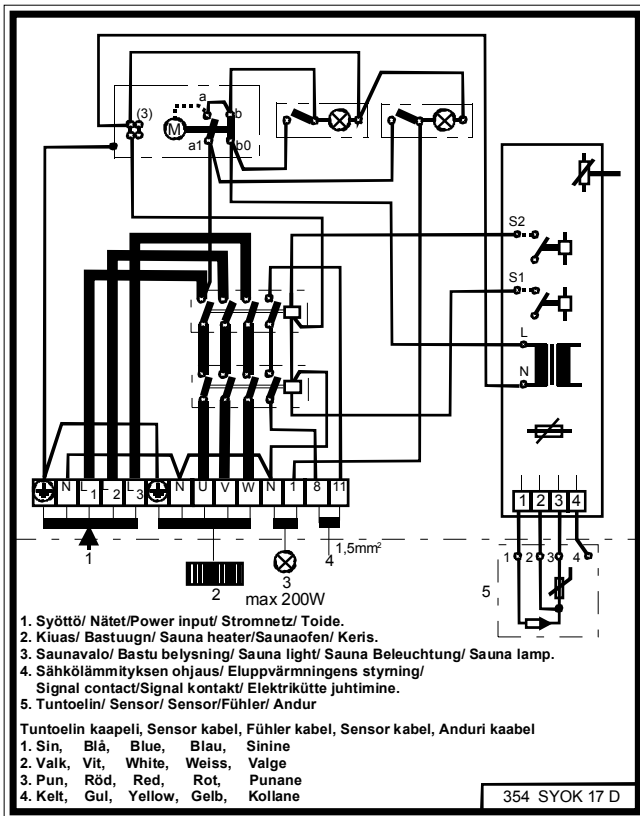 (3)
a
b
M
a1
b0
S2
S1
L
N
N L1 L2 L3 N U V W N 1 8 11
1 2 3 4
1
2
3
max 200W
4
1,5mm²
1 2 3 4
5
1. Syöttö/ Nätet/Power input/ Stromnetz/ Toide.
2. Kiuas/ Bastuugn/ Sauna heater/Saunaofen/ Keris.
3. Saunavalo/ Bastu belysning/ Sauna light/ Sauna Beleuchtung/ Sauna lamp.
4. Sähkölämmityksen ohjaus/ Eluppvärmningens styrning/
Signal contact/Signal kontakt/ Elektrikütte juhtimine.
5. Tuntoelin/ Sensor/ Sensor/Fühler/ Andur
Tuntoelin kaapeli, Sensor kabel, Fühler kabel, Sensor kabel, Anduri kaabel
1. Sin, Blå, Blue, Blau, Sinine
2. Valk, Vit, White, Weiss, Valge
3. Pun, Röd, Red, Rot, Punane
4. Kelt, Gul, Yellow, Gelb, Kollane
354 SYOK 17 D